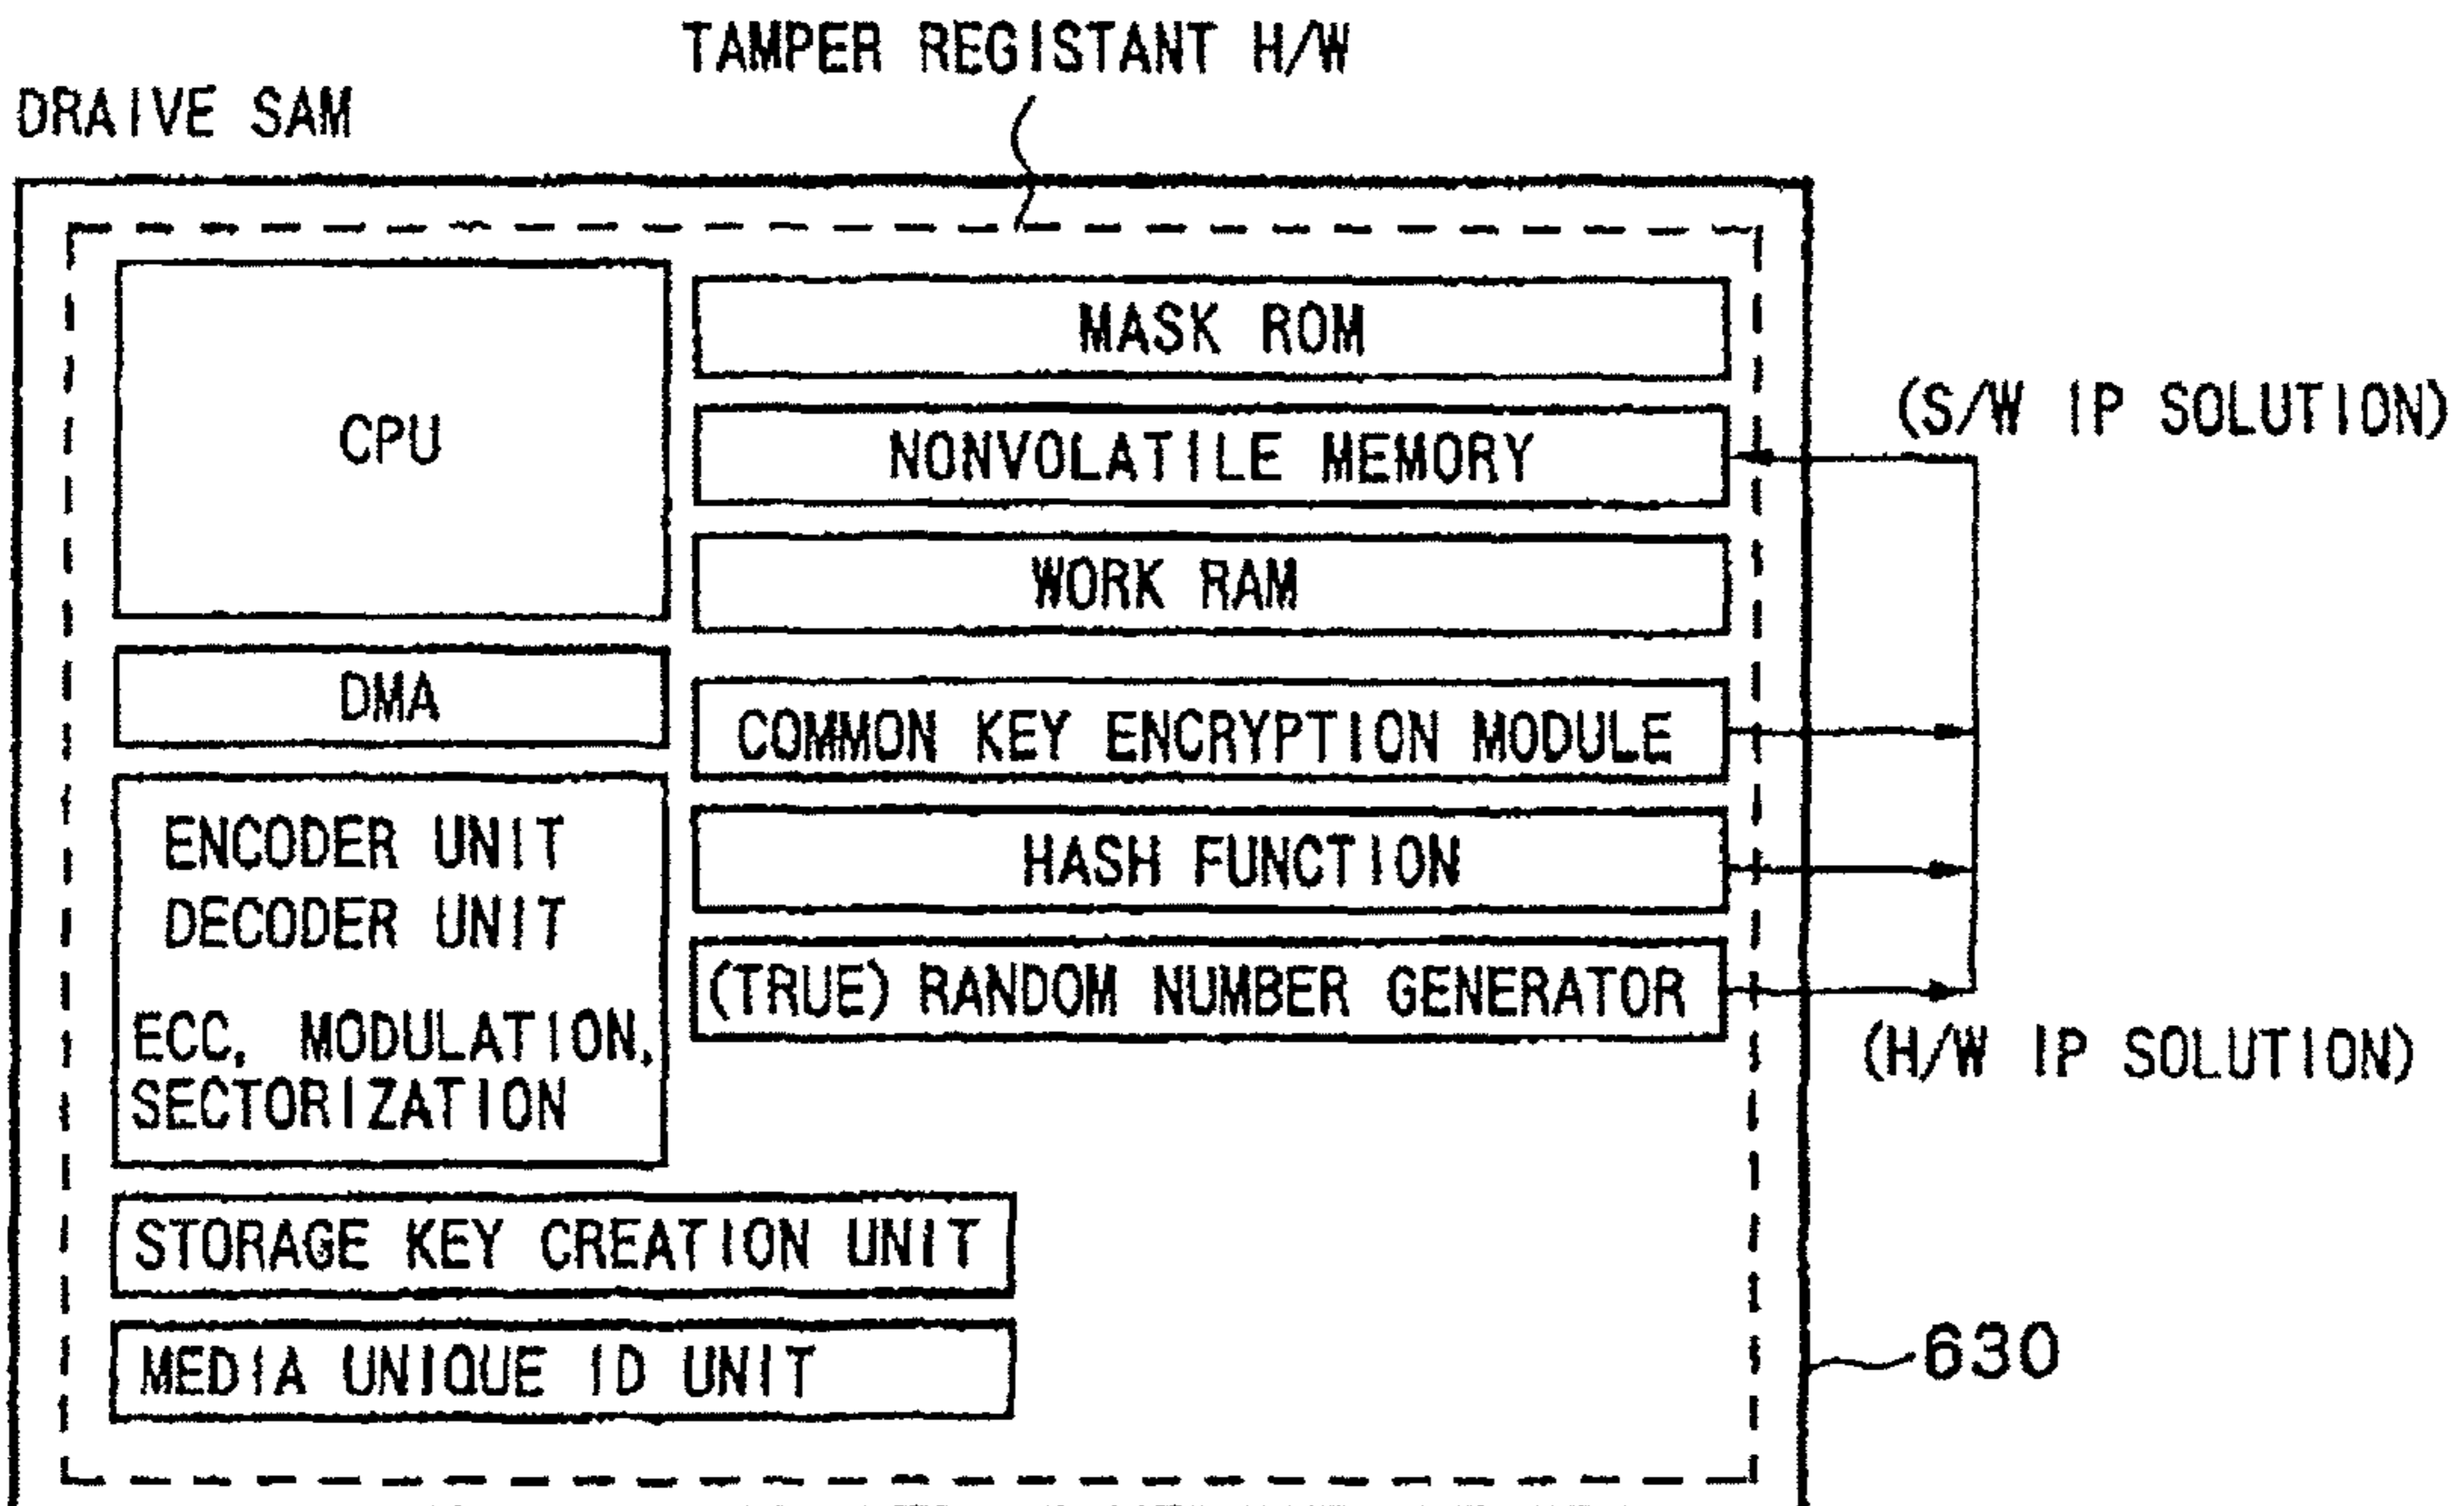 TAMPER REGISTANT H/W
DRAIVE SAM
CPU
MASK ROM
NONVOLATILE MEMORY
(S/W IP SOLUTION)
WORK RAM
DMA
COMMON KEY ENCRYPTION MODULE
ENCODER UNIT
DECODER UNIT
ECC, MODULATION,
SECTORIZATION
HASH FUNCTION
(TRUE) RANDOM NUMBER GENERATOR
(H/W IP SOLUTION)
STORAGE KEY CREATION UNIT
MEDIA UNIQUE ID UNIT
630